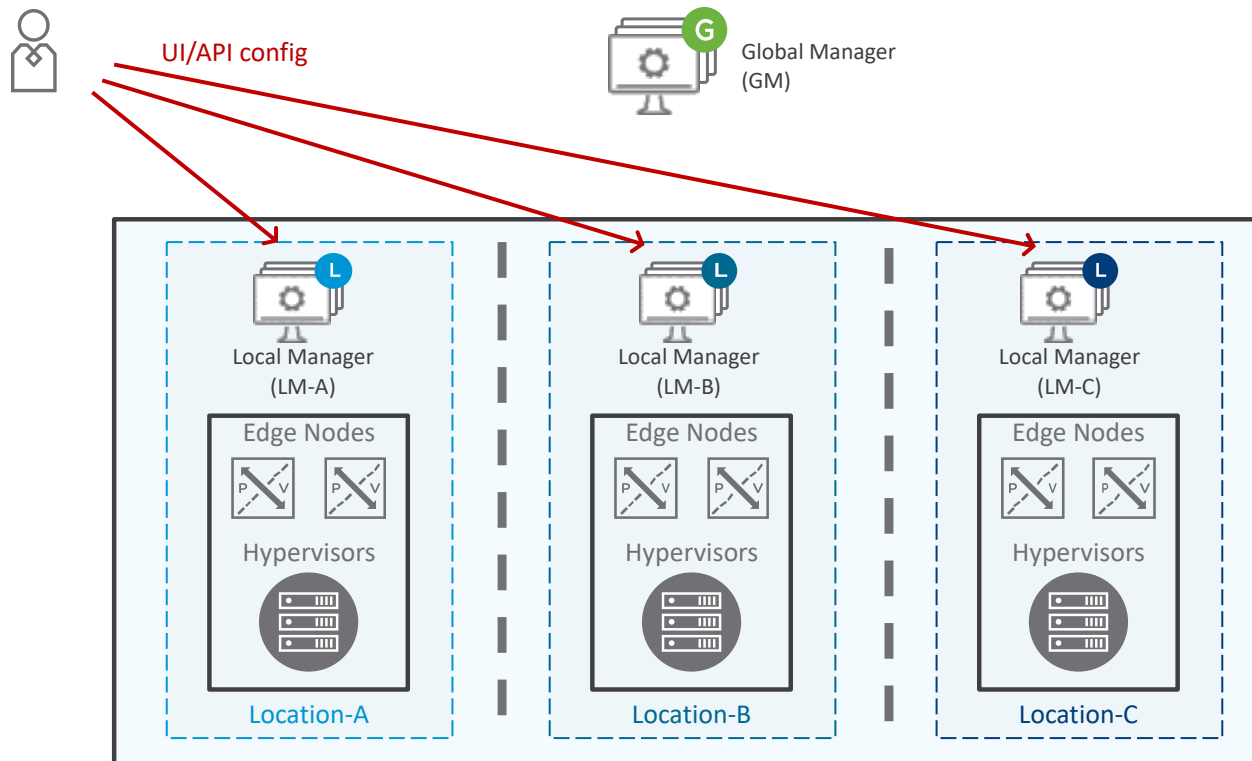 UI/API config
G
Global Manager
(GM)
L
Local Manager
(LM-A)
Edge Nodes
P V
P V
Hypervisors
Location-A
L
Local Manager
(LM-B)
Edge Nodes
P V
P V
Hypervisors
Location-B
L
Local Manager
(LM-C)
Edge Nodes
P V
P V
Hypervisors
Location-C